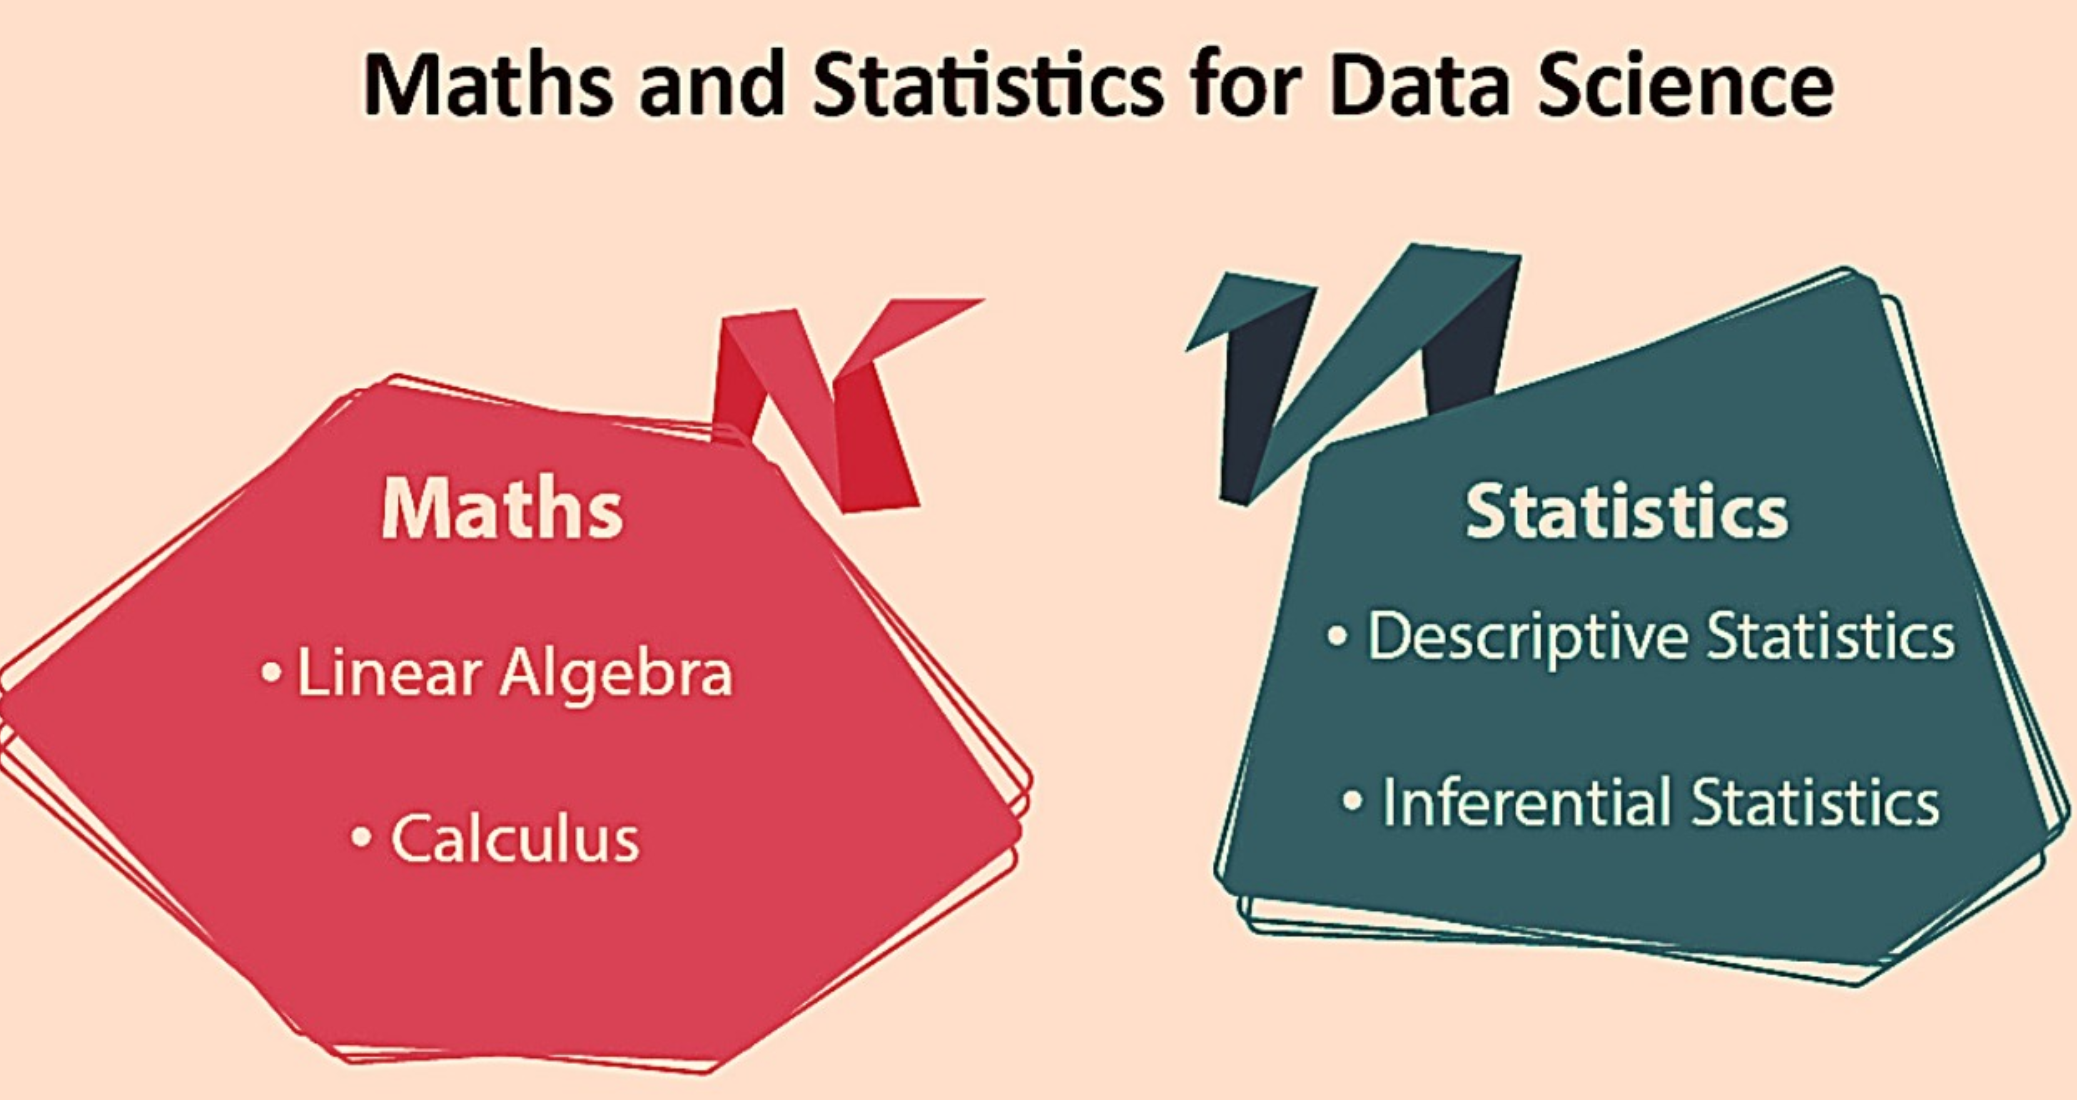 Maths and Statistics for Data Science
Maths
• Linear Algebra
• Calculus
Statistics
• Descriptive Statistics
• Inferential Statistics